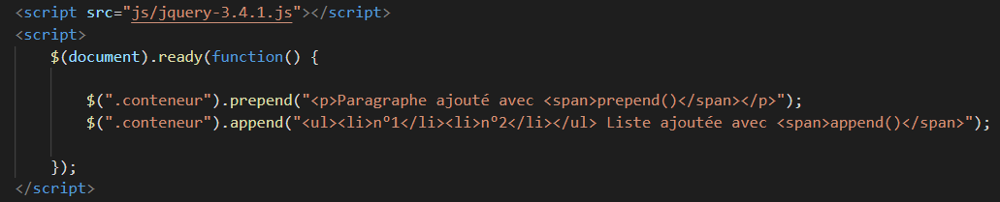 <script src="js/jquery-3.4.1.js"></script>
<script>
$(document).ready(function() {
$(".conteneur").prepend("<p>Paragraphe ajouté avec <span>prepend()</span></p>");
$(".conteneur").append("<ul><li>n°1</li><li>n°2</li></ul> Liste ajoutée avec <span>append()</span>");
});
</script>